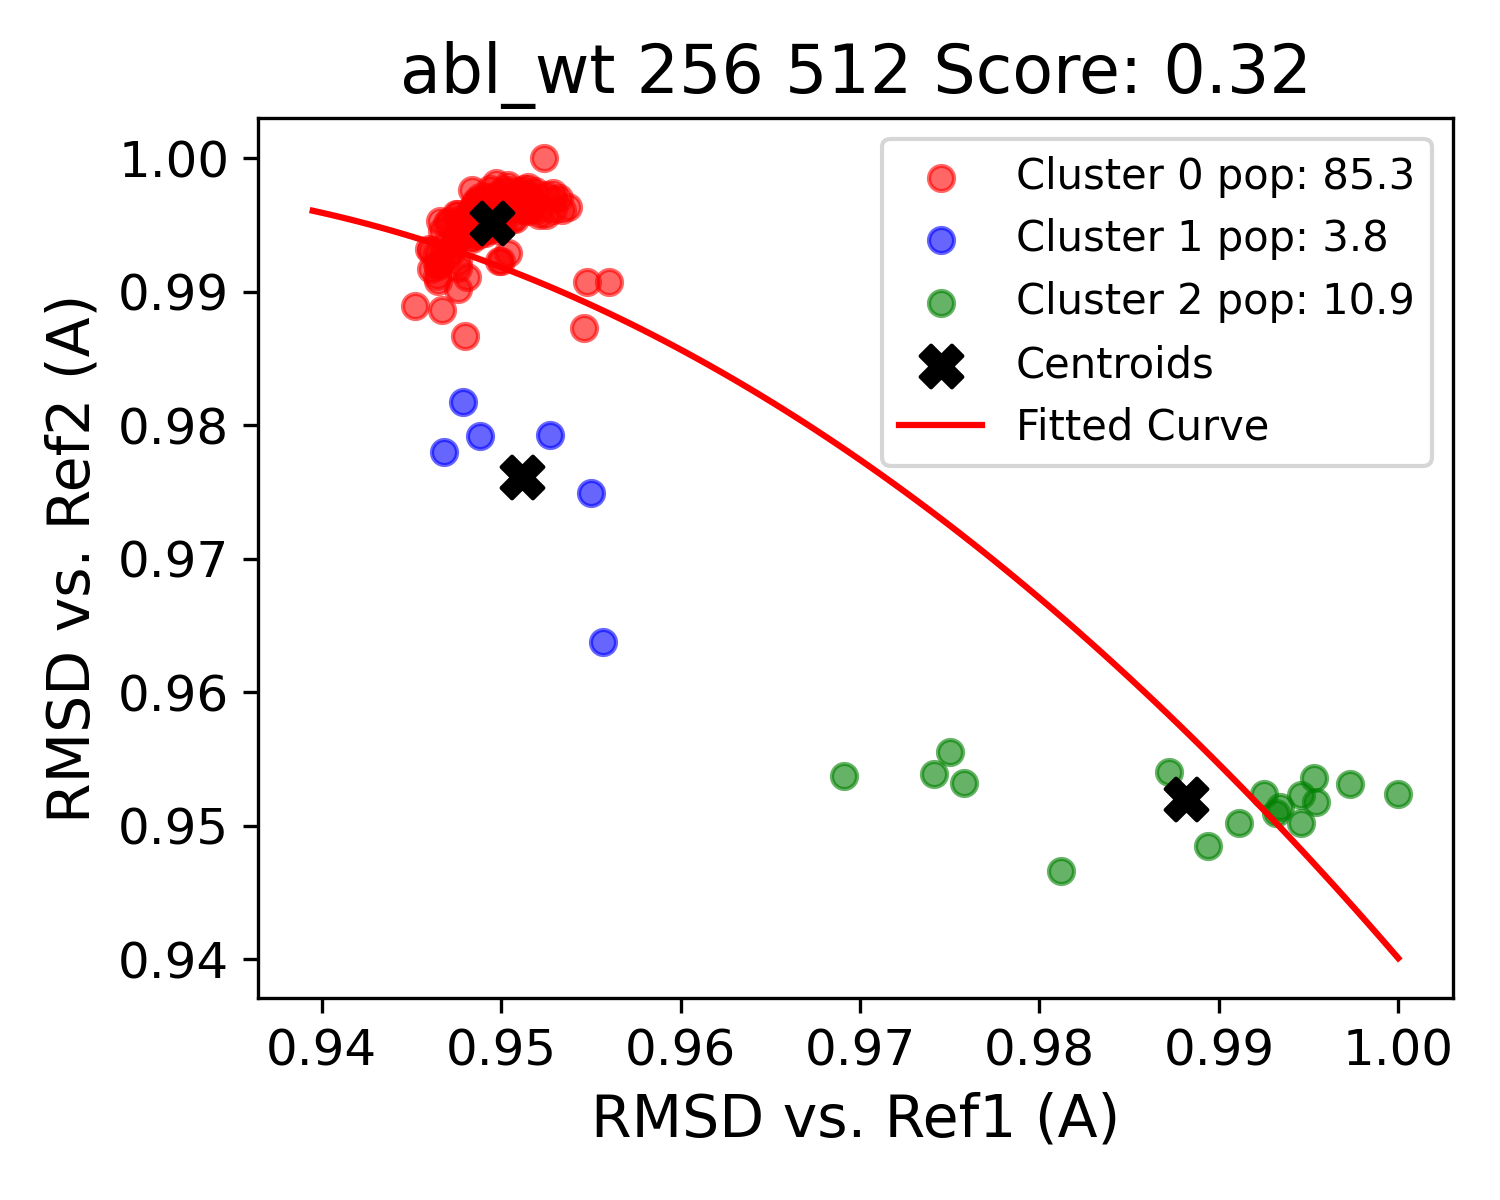 abl_wt 256 512 Score: 0.32
Cluster 0 pop: 85.3
Cluster 1 pop: 3.8
Cluster 2 pop: 10.9
Centroids
Fitted Curve
RMSD vs. Ref2 (A)
1.00
0.99
0.98
0.97
0.96
0.95
0.94
0.94 0.95 0.96 0.97 0.98 0.99 1.00
RMSD vs. Ref1 (A)